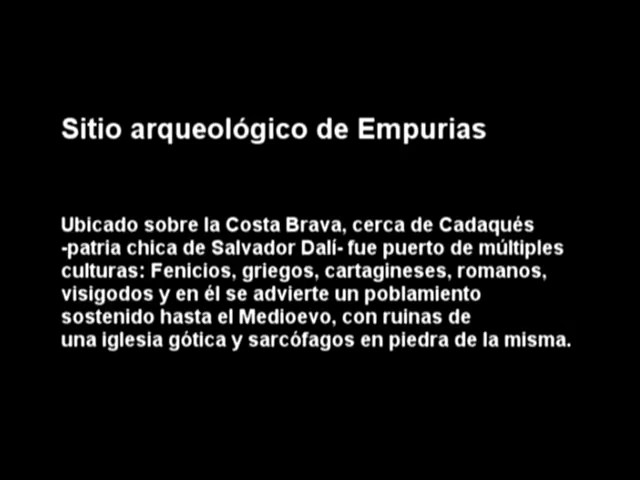 Sitio arqueológico de Empurias
Ubicado sobre la Costa Brava, cerca de Cadaqués
-patria chica de Salvador Dalí- fue puerto de múltiples
culturas: Fenicios, griegos, cartagineses, romanos,
visigodos y en él se advierte un poblamiento
sostenido hasta el Medioevo, con ruinas de
una iglesia gótica y sarcófagos en piedra de la misma.